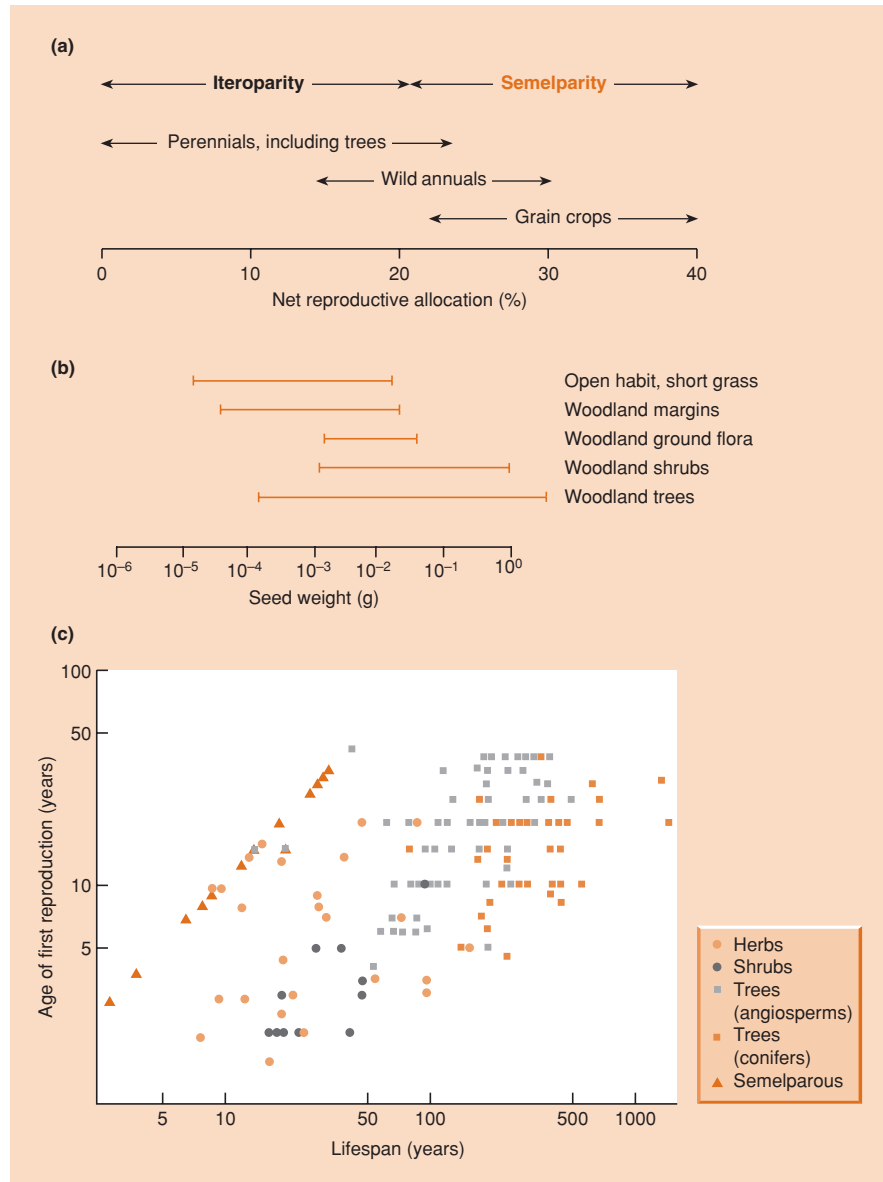 (a)
Iteroparity Semelparity
Perennials, including trees
Wild annuals
Grain crops
0 10 20 30 40
Net reproductive allocation (%)
(b)
Open habit, short grass
Woodland margins
Woodland ground flora
Woodland shrubs
Woodland trees
10⁻⁶ 10⁻⁵ 10⁻⁴ 10⁻³ 10⁻² 10⁻¹ 10⁰
Seed weight (g)
(c)
100
50
10
5
Age of first reproduction (years)
5 10 50 100 500 1000
Lifespan (years)
Herbs
Shrubs
Trees
(angiosperms)
Trees
(conifers)
Semelparous